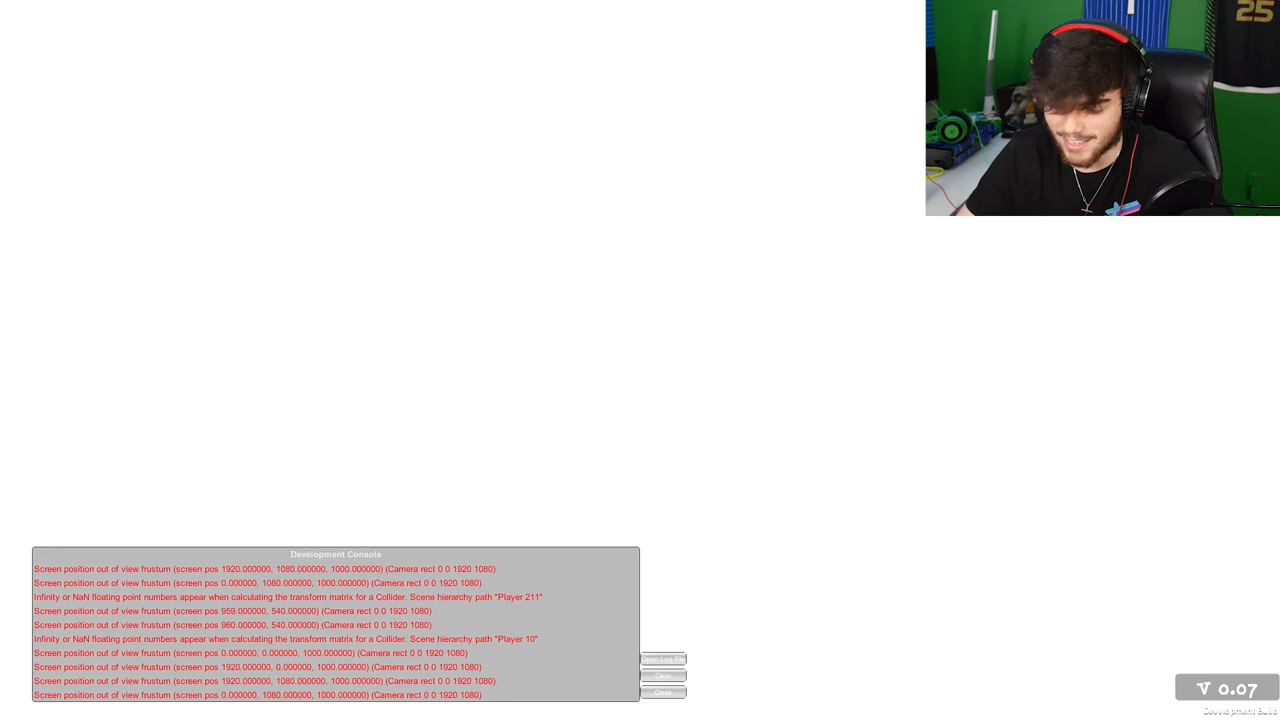 25
Development Console
Screen position out of view frustum (screen pos 1920.000000, 1080.000000, 1000.000000) (Camera rect 0 0 1920 1080)
Screen position out of view frustum (screen pos 0.000000, 1080.000000, 1000.000000) (Camera rect 0 0 1920 1080)
Infinity or NaN floating point numbers appear when calculating the transform matrix for a Collider. Scene hierarchy path "Player 211"
Screen position out of view frustum (screen pos 959.000000, 540.000000) (Camera rect 0 0 1920 1080)
Screen position out of view frustum (screen pos 960.000000, 540.000000) (Camera rect 0 0 1920 1080)
Infinity or NaN floating point numbers appear when calculating the transform matrix for a Collider. Scene hierarchy path "Player 10"
Screen position out of view frustum (screen pos 0.000000, 0.000000, 1000.000000) (Camera rect 0 0 1920 1080)
Screen position out of view frustum (screen pos 1920.000000, 0.000000, 1000.000000) (Camera rect 0 0 1920 1080)
Screen position out of view frustum (screen pos 1920.000000, 1080.000000, 1000.000000) (Camera rect 0 0 1920 1080)
Screen position out of view frustum (screen pos 0.000000, 1080.000000, 1000.000000) (Camera rect 0 0 1920 1080)
Open Log File
Clear
Close
V 0.07
Development Build